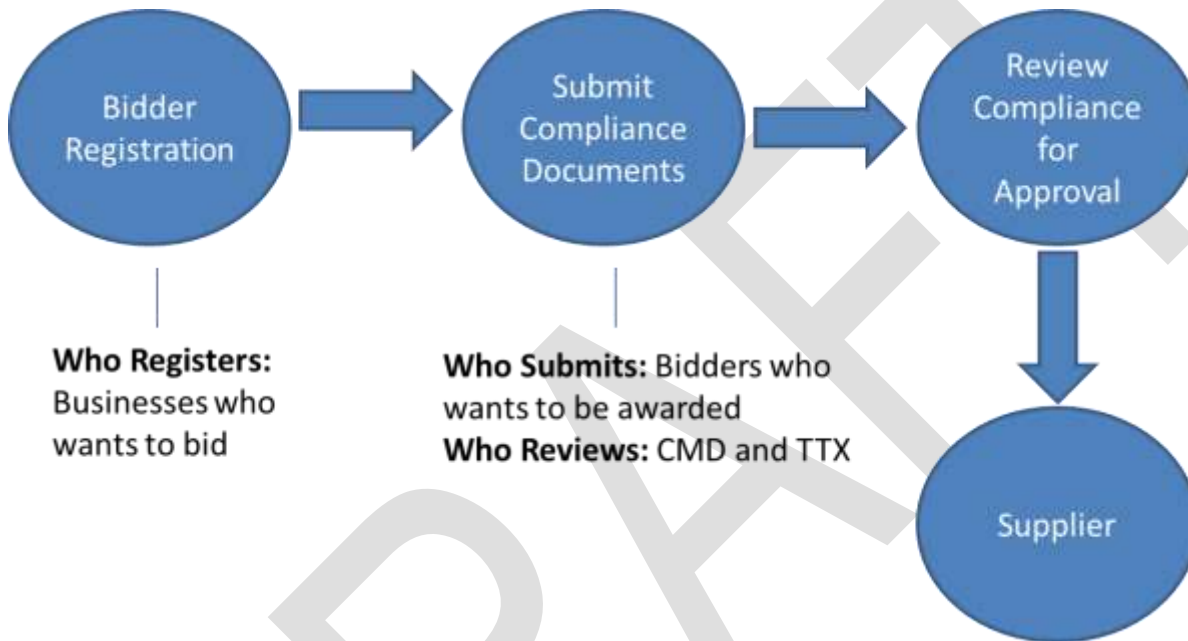 Bidder
Registration
Submit
Compliance
Documents
Review
Compliance
for
Approval
Who Registers:
Businesses who
wants to bid
Who Submits: Bidders who
wants to be awarded
Who Reviews: CMD and TTX
Supplier
DRAFT